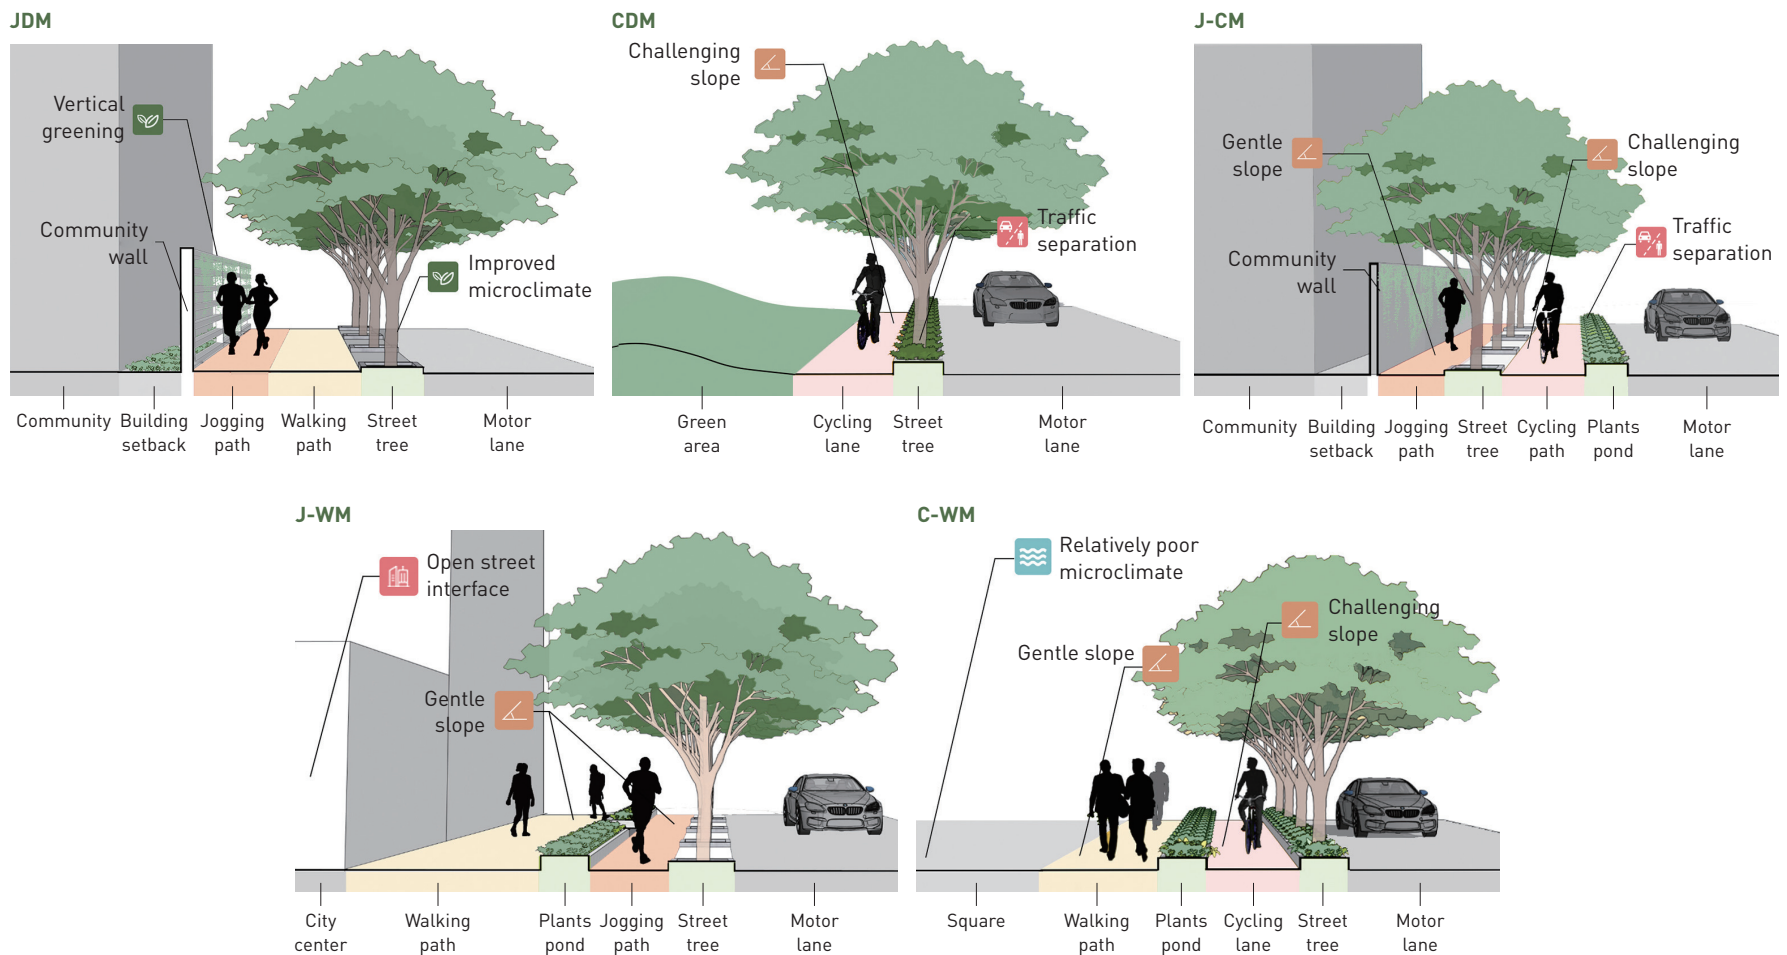 JDM
Vertical
greening
Community
wall
Improved
microclimate
Community
Building
setback
Jogging
path
Walking
path
Street
tree
Motor
lane
CDM
Challenging
slope
Traffic
separation
Green
area
Cycling
lane
Street
tree
Motor
lane
J-CM
Gentle
slope
Challenging
slope
Community
wall
Traffic
separation
Community
Building
setback
Jogging
path
Street
tree
Cycling
path
Plants
pond
Motor
lane
J-WM
Open street
interface
Gentle
slope
City
center
Walking
path
Plants
pond
Jogging
path
Street
tree
Motor
lane
C-WM
Relatively poor
microclimate
Challenging
slope
Gentle slope
Square
Walking
path
Plants
pond
Cycling
lane
Street
tree
Motor
lane